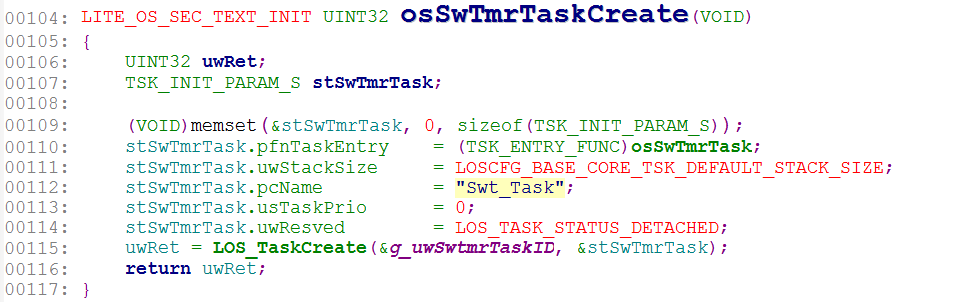 00104: LITE_OS_SEC_TEXT_INIT UINT32 osSwTmrTaskCreate(VOID)
00105: {
00106:     UINT32 uwRet;
00107:     TSK_INIT_PARAM_S stSwTmrTask;
00108:
00109:     (VOID)memset(&stSwTmrTask, 0, sizeof(TSK_INIT_PARAM_S));
00110:     stSwTmrTask.pfnTaskEntry    = (TSK_ENTRY_FUNC)osSwTmrTask;
00111:     stSwTmrTask.uwStackSize     = LOSCFG_BASE_CORE_TSK_DEFAULT_STACK_SIZE;
00112:     stSwTmrTask.pcName          = "Swt_Task";
00113:     stSwTmrTask.usTaskPrio      = 0;
00114:     stSwTmrTask.uwResved        = LOS_TASK_STATUS_DETACHED;
00115:     uwRet = LOS_TaskCreate(&g_uwSwtmrTaskID, &stSwTmrTask);
00116:     return uwRet;
00117: }